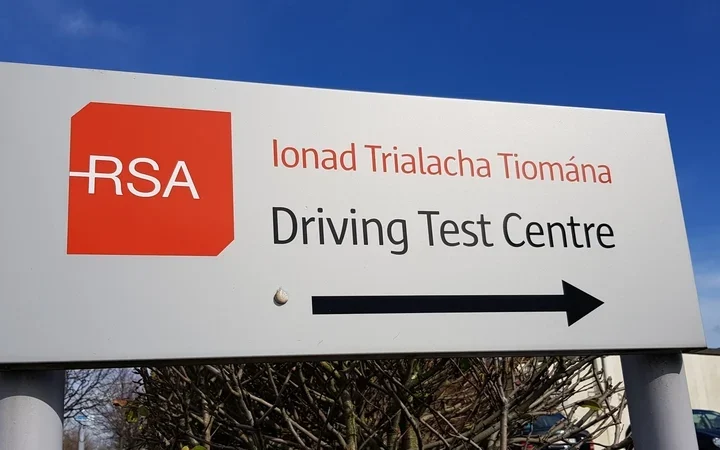 RSA
Ionad Trialacha Tiomána
Driving Test Centre